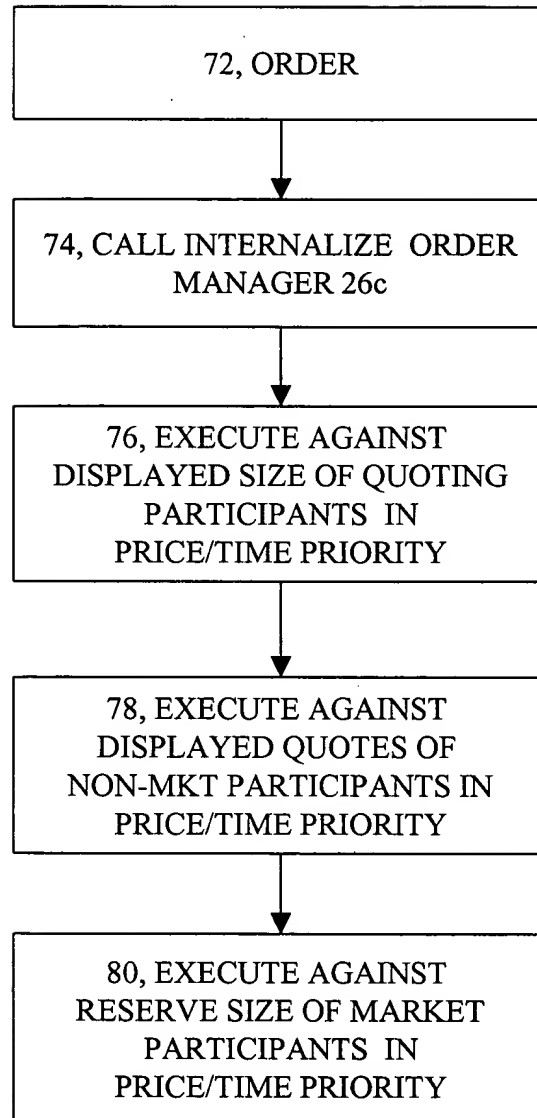 72, ORDER
74, CALL INTERNALIZE ORDER
MANAGER 26c
76, EXECUTE AGAINST
DISPLAYED SIZE OF QUOTING
PARTICIPANTS IN
PRICE/TIME PRIORITY
78, EXECUTE AGAINST
DISPLAYED QUOTES OF
NON-MKT PARTICIPANTS IN
PRICE/TIME PRIORITY
80, EXECUTE AGAINST
RESERVE SIZE OF MARKET
PARTICIPANTS IN
PRICE/TIME PRIORITY